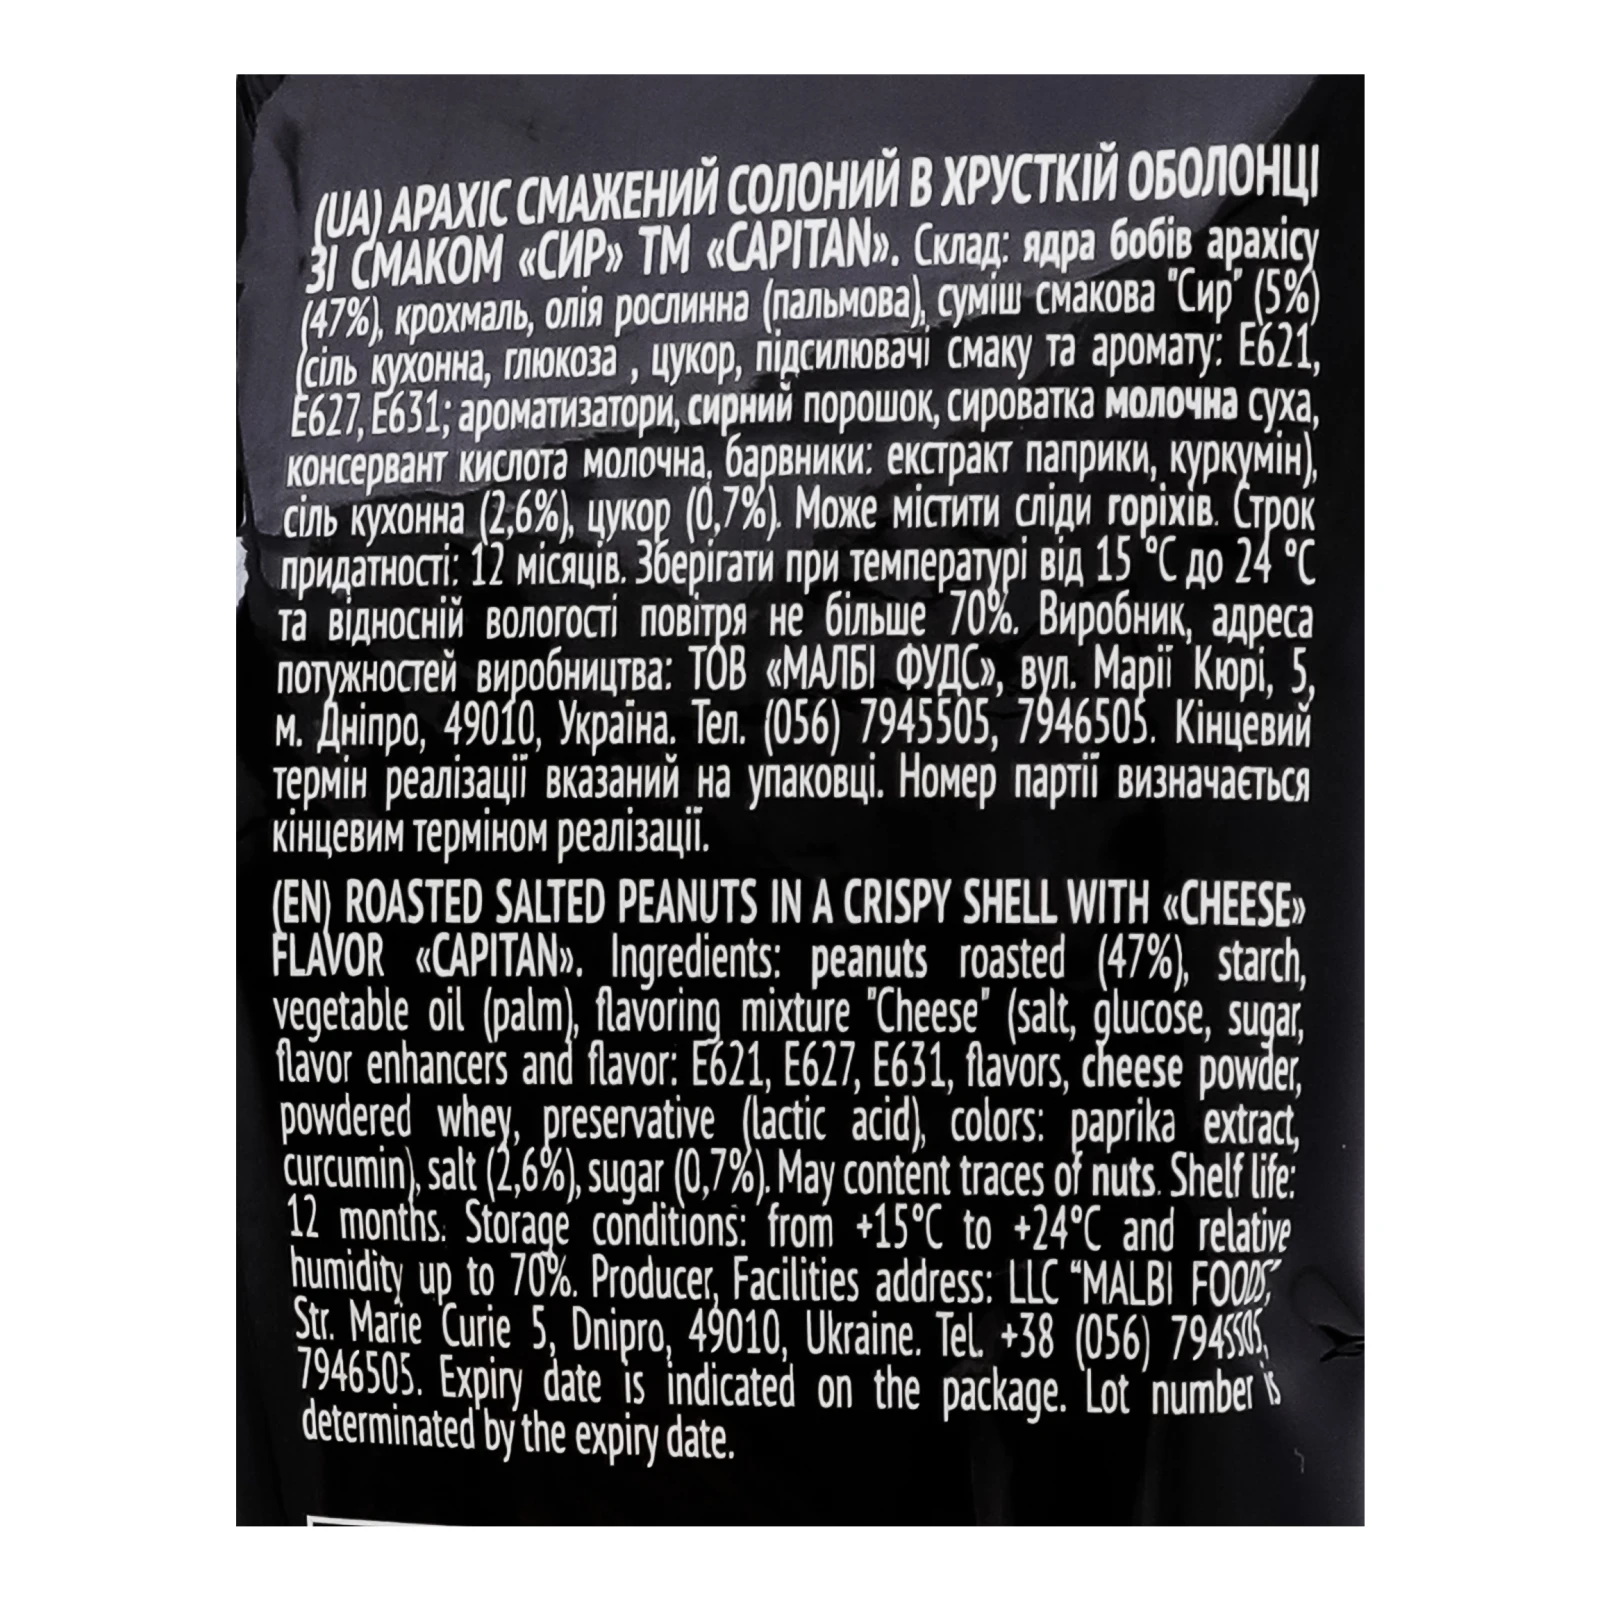 (UA) АРАХІС СМАЖЕНИЙ СОЛОНИЙ В ХРУСТКІЙ ОБОЛОНЦІ
ЗІ СМАКОМ «СИР» ТМ «CAPITAN». Склад: ядра бобів арахісу
(47%), крохмаль, олія рослинна (пальмова), суміш смакова "Сир" (5%)
(сіль кухонна, глюкоза , цукор, підсилювачі смаку та аромату: Е621,
Е627, Е631; ароматизатори, сирний порошок, сироватка молочна суха,
консервант кислота молочна, барвники: екстракт паприки, куркумін),
сіль кухонна (2,6%), цукор (0,7%). Може містити сліди горіхів. Строк
придатності: 12 місяців. Зберігати при температурі від 15 °С до 24 °С
та відносній вологості повітря не більше 70%. Виробник, адреса
потужностей виробництва: ТОВ «МАЛБІ ФУДС», вул. Марії Кюрі, 5,
м. Дніпро, 49010, Україна. Тел. (056) 7945505, 7946505. Кінцевий
термін реалізації вказаний на упаковці. Номер партії визначається
кінцевим терміном реалізації.
(EN) ROASTED SALTED PEANUTS IN A CRISPY SHELL WITH «CHEESE»
FLAVOR «CAPITAN». Ingredients: peanuts roasted (47%), starch,
vegetable oil (palm), flavoring mixture "Cheese" (salt, glucose, sugar,
flavor enhancers and flavor: E621, E627, E631, flavors, cheese powder,
powdered whey, preservative (lactic acid), colors: paprika extract,
curcumin), salt (2,6%), sugar (0,7%). May content traces of nuts. Shelf life:
12 months. Storage conditions: from +15°C to +24°C and relative
humidity up to 70%. Producer, Facilities address: LLC “MALBI FOODS”,
Str. Marie Curie 5, Dnipro, 49010, Ukraine. Tel. +38 (056) 7945505,
7946505. Expiry date is indicated on the package. Lot number is
determined by the expiry date.